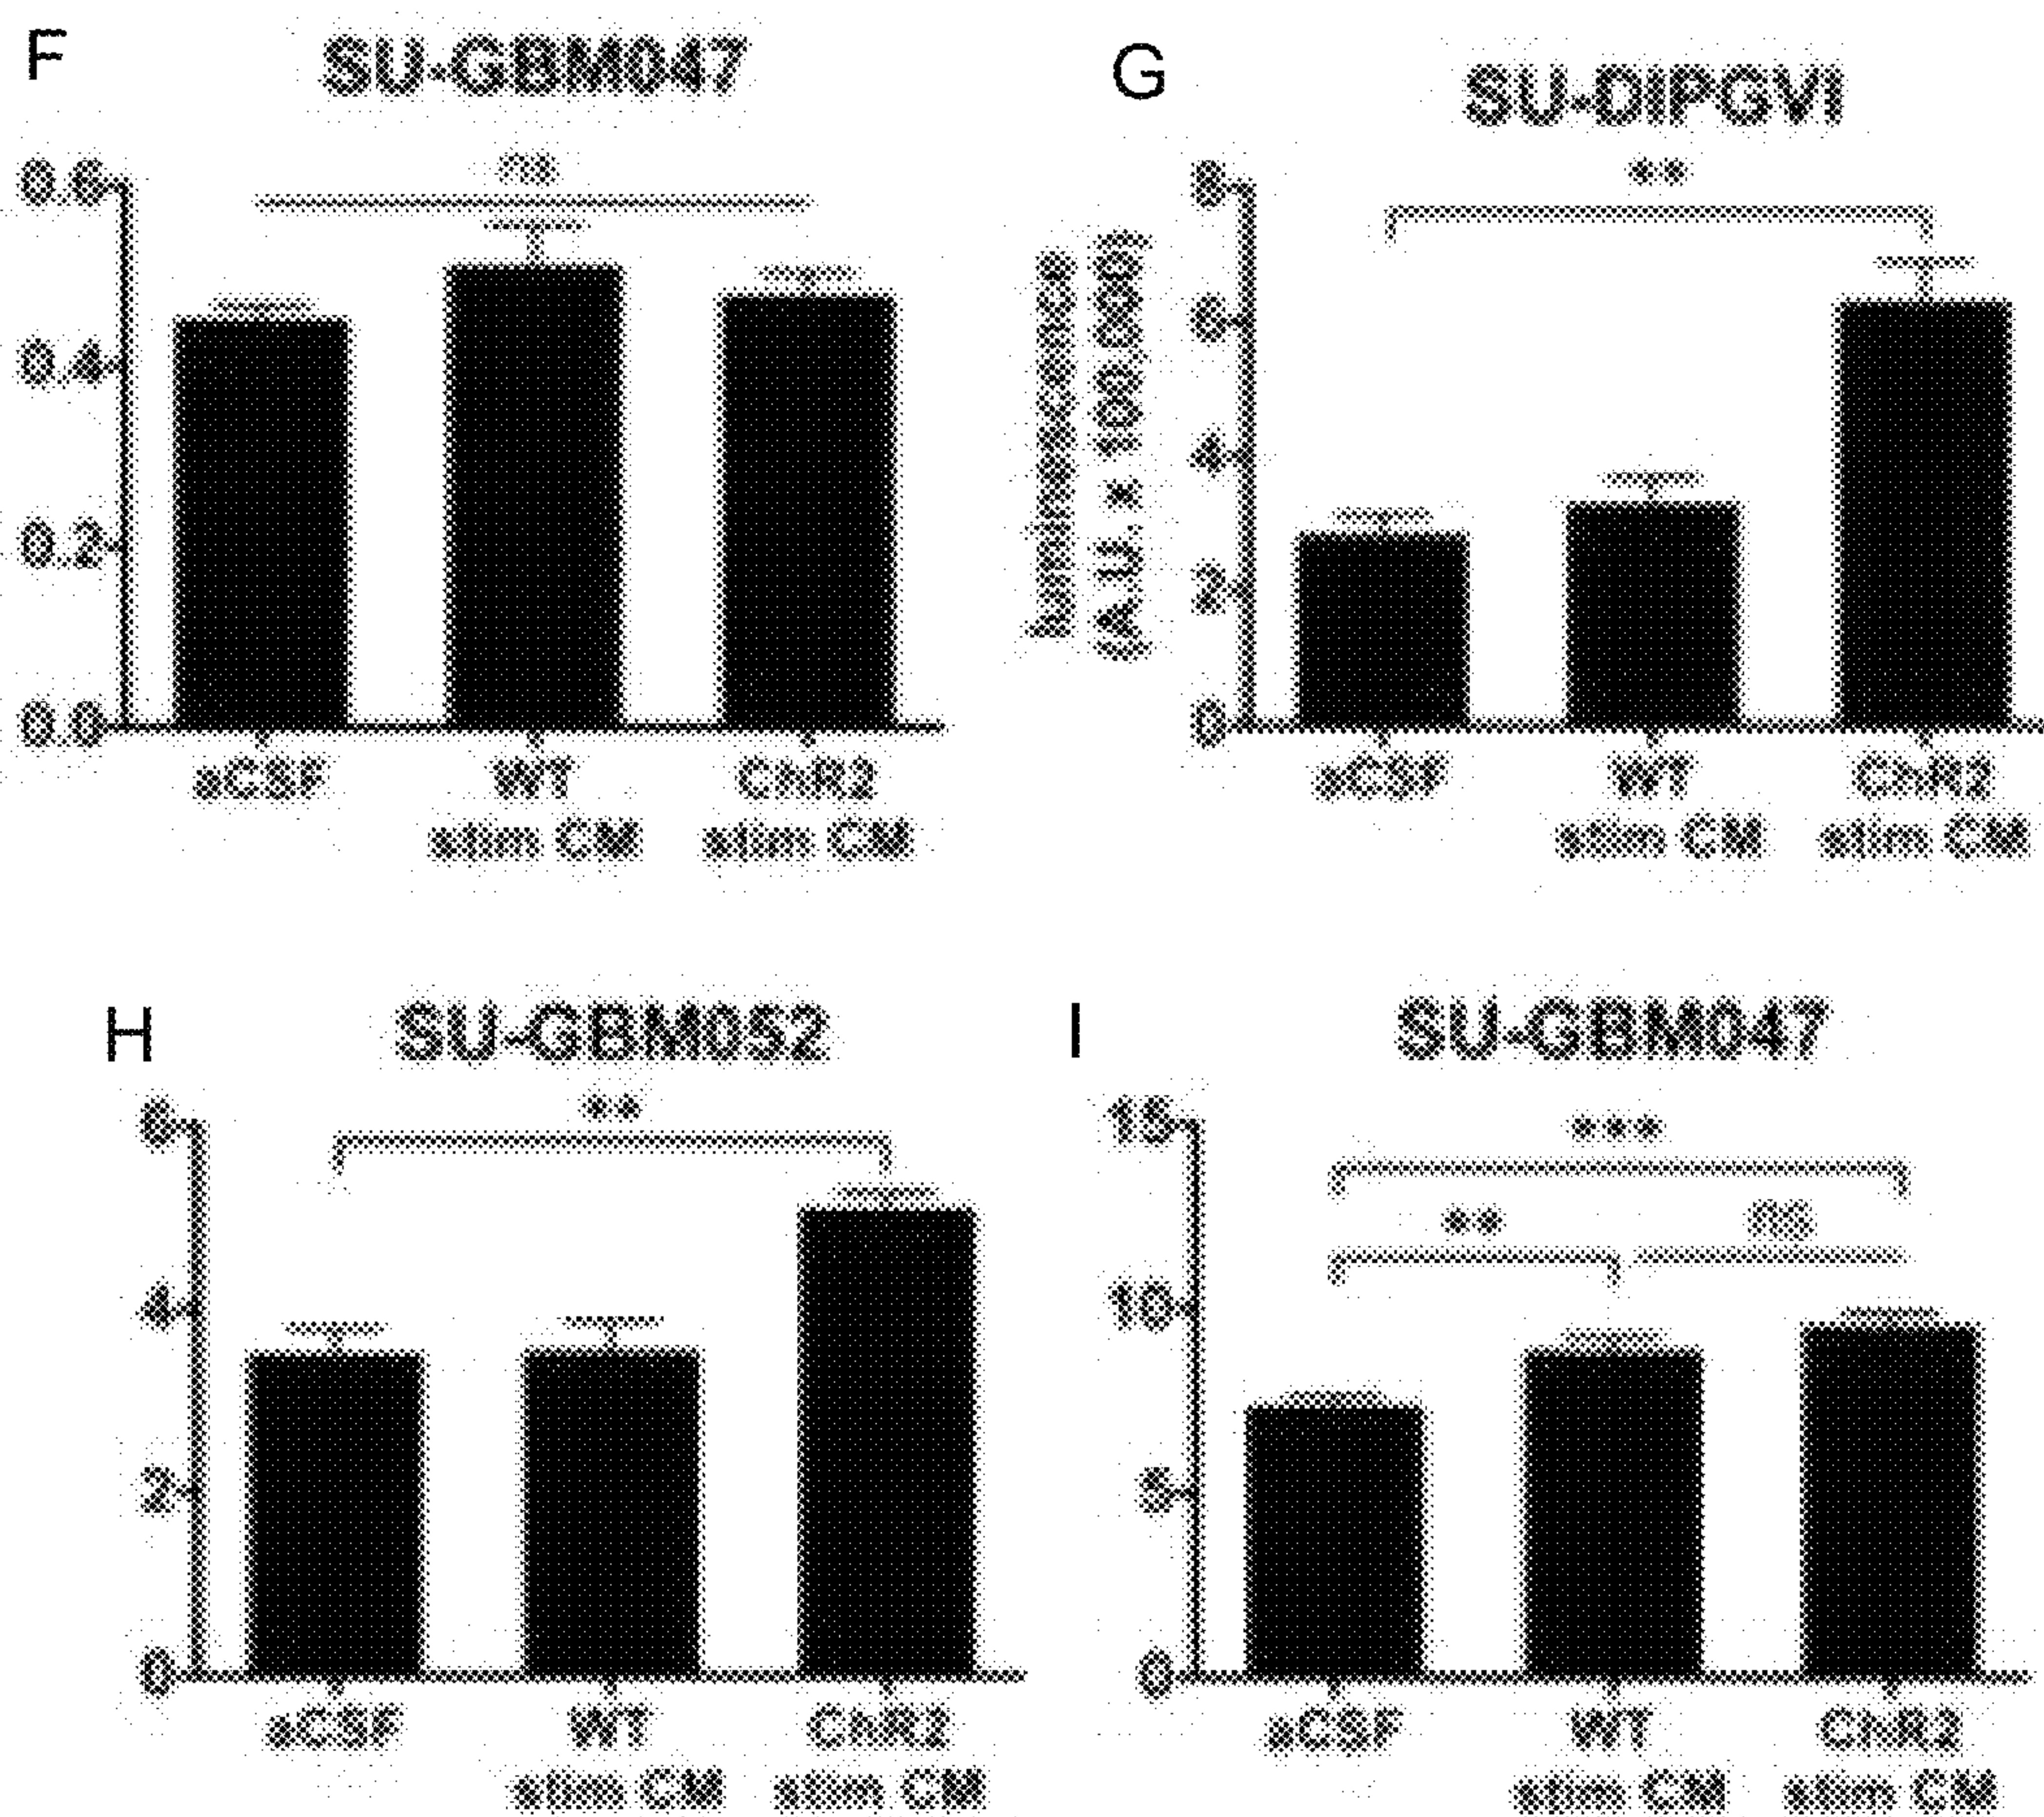 F
SU-GBM047
ns
0.6
0.4
0.2
0.0
aCSF
WT
stim CM
ChR2
stim CM
G
SU-DIPGVI
**
luminescence
(A.U. x 100,000)
8
6
4
2
0
aCSF
WT
stim CM
ChR2
stim CM
H
SU-GBM052
**
6
4
2
0
aCSF
WT
stim CM
ChR2
stim CM
I
SU-GBM047
***
** ns
15
10
5
0
aCSF
WT
stim CM
ChR2
stim CM